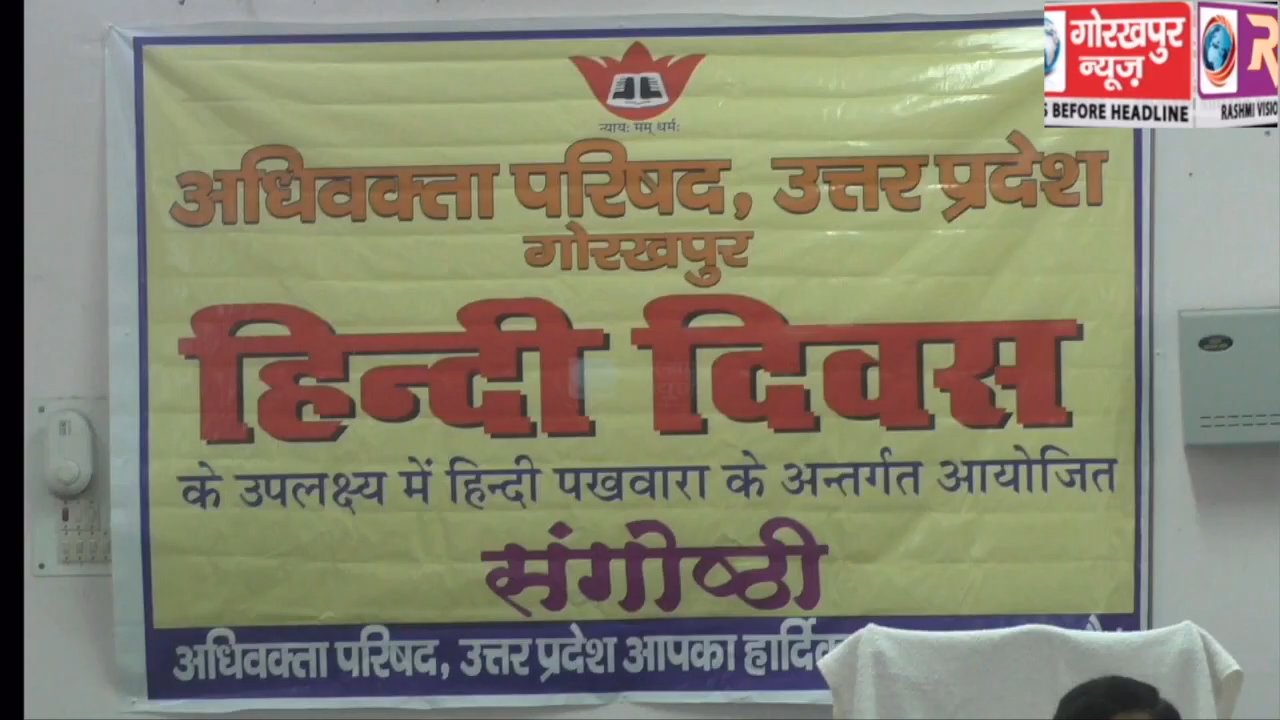 गोरखपुर
न्यूज़
BEFORE HEADLINE
R
RASHMI VISIO
न्यायः मम् धर्मः
अधिवक्ता परिषद, उत्तर प्रदेश
गोरखपुर
हिन्दी दिवस
के उपलक्ष्य में हिन्दी पखवारा के अन्तर्गत आयोजित
संगोष्ठी
अधिवक्ता परिषद, उत्तर प्रदेश आपका हार्दि